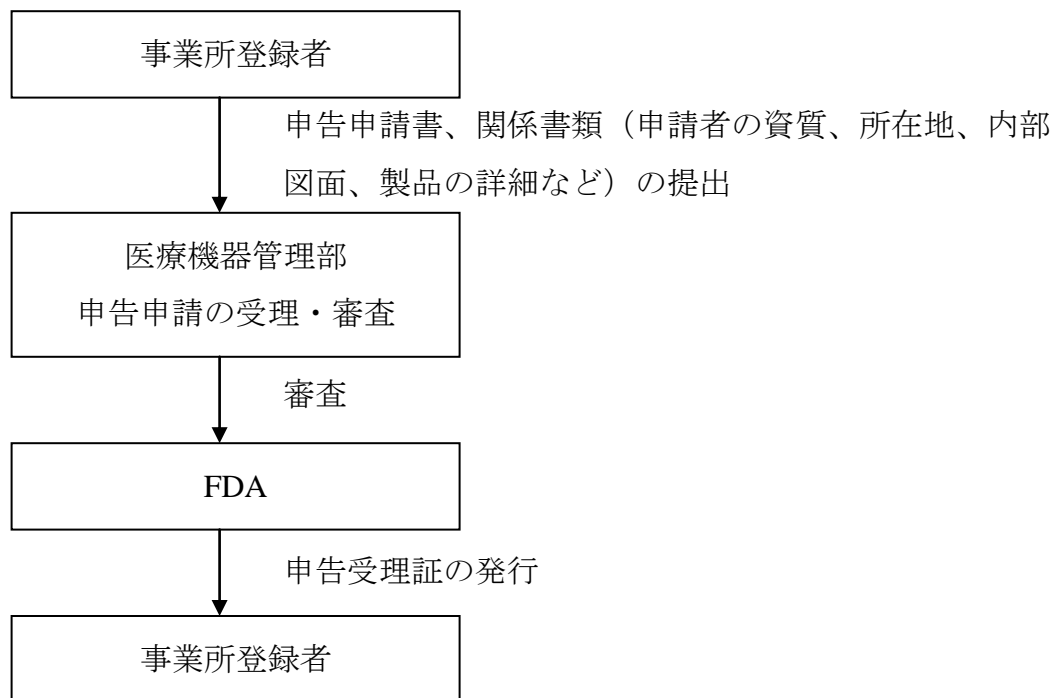 事業所登録者
申告申請書、関係書類（申請者の資質、所在地、内部
図面、製品の詳細など）の提出
医療機器管理部
申告申請の受理・審査
審査
FDA
申告受理証の発行
事業所登録者